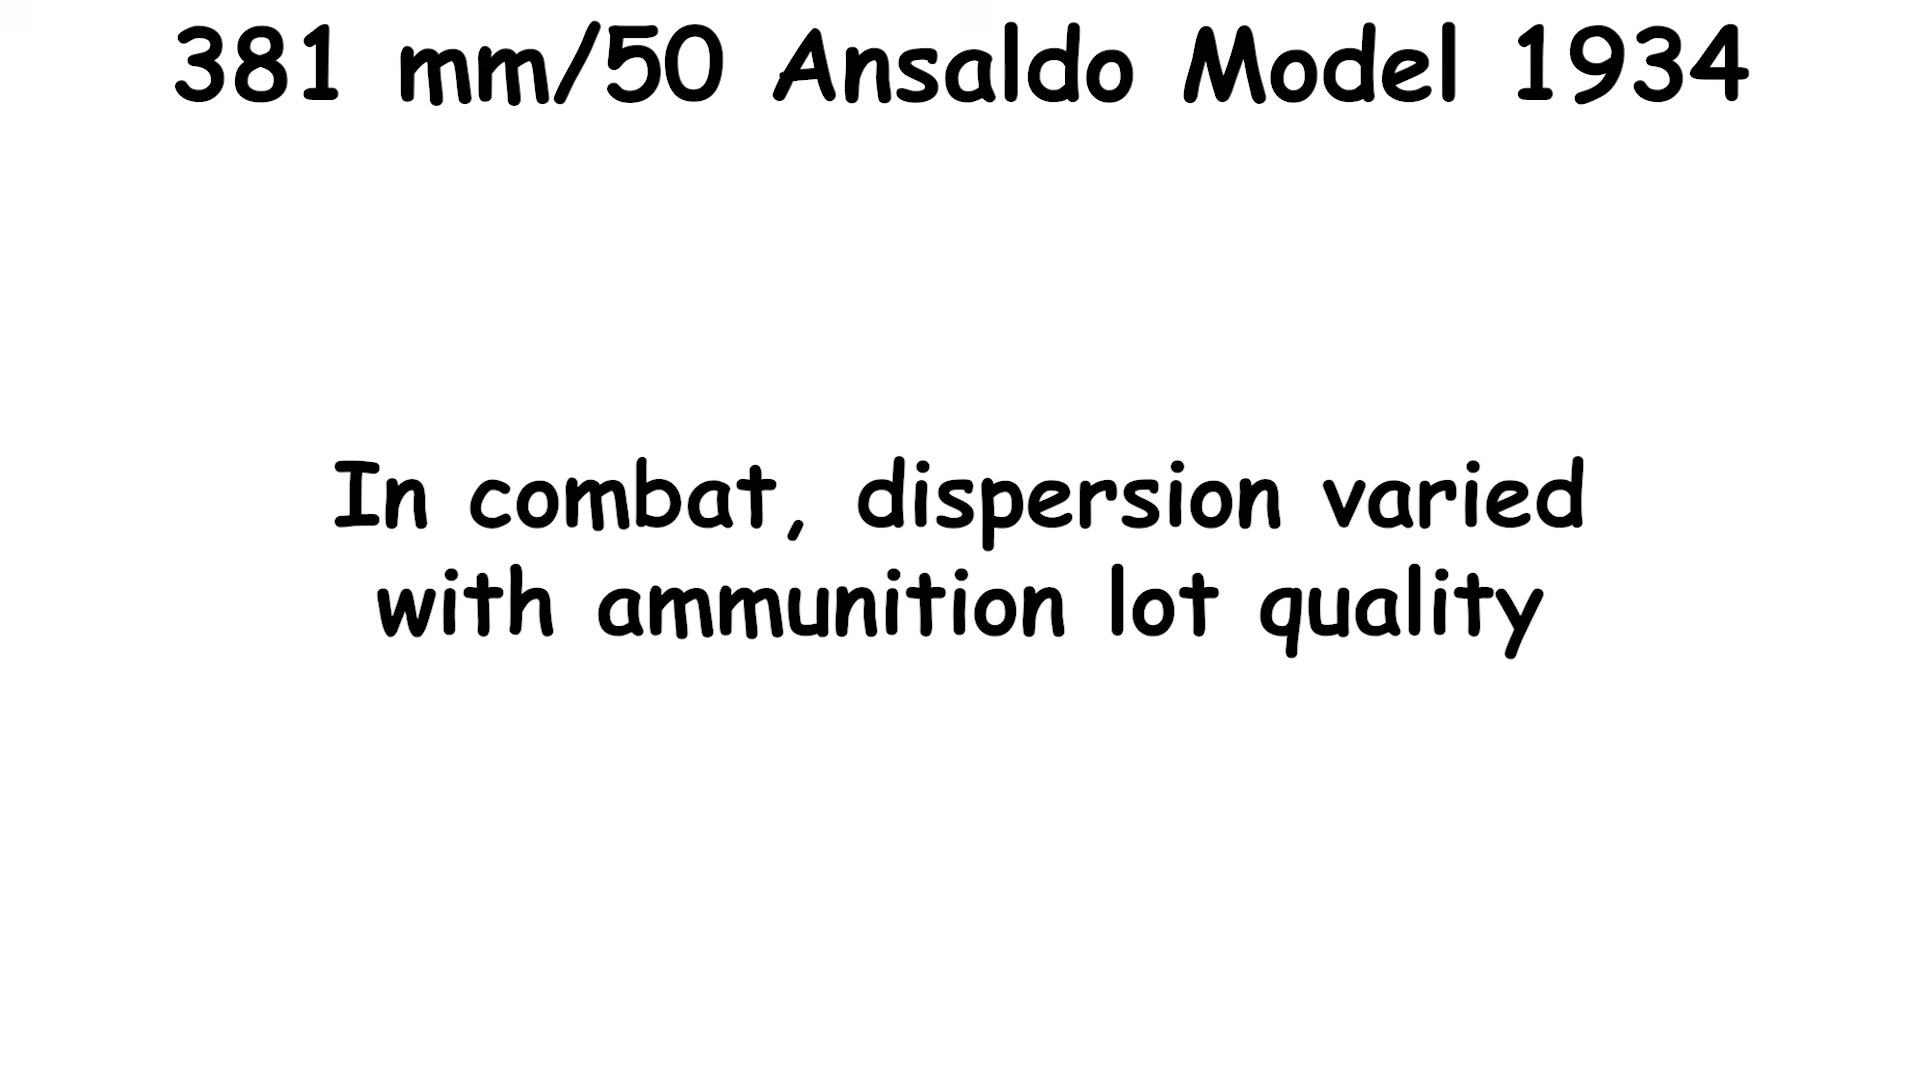 381 mm/50 Ansaldo Model 1934
In combat, dispersion varied
with ammunition lot quality